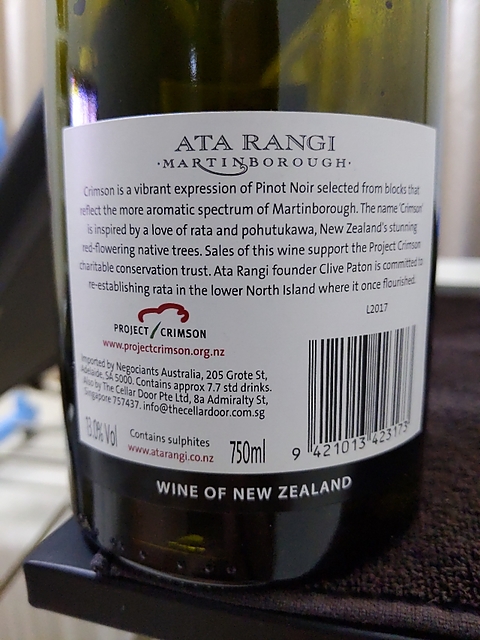 ATA RANGI
·MARTINBOROUGH·
Crimson is a vibrant expression of Pinot Noir selected from blocks that
reflect the more aromatic spectrum of Martinborough. The name 'Crimson'
is inspired by a love of rata and pohutukawa, New Zealand's stunning
red-flowering native trees. Sales of this wine support the Project Crimson
charitable conservation trust. Ata Rangi founder Clive Paton is committed to
re-establishing rata in the lower North Island where it once flourished.
L2017
PROJECT CRIMSON
www.projectcrimson.org.nz
Imported by Negociants Australia, 205 Grote St,
Adelaide, SA 5000. Contains approx 7.7 std drinks.
Also by The Cellar Door Pte Ltd, 8a Admiralty St,
Singapore 757437. info@thecellardoor.com.sg
13.0% Vol
Contains sulphites
www.atarangi.co.nz
750ml
9 421013 423173
WINE OF NEW ZEALAND